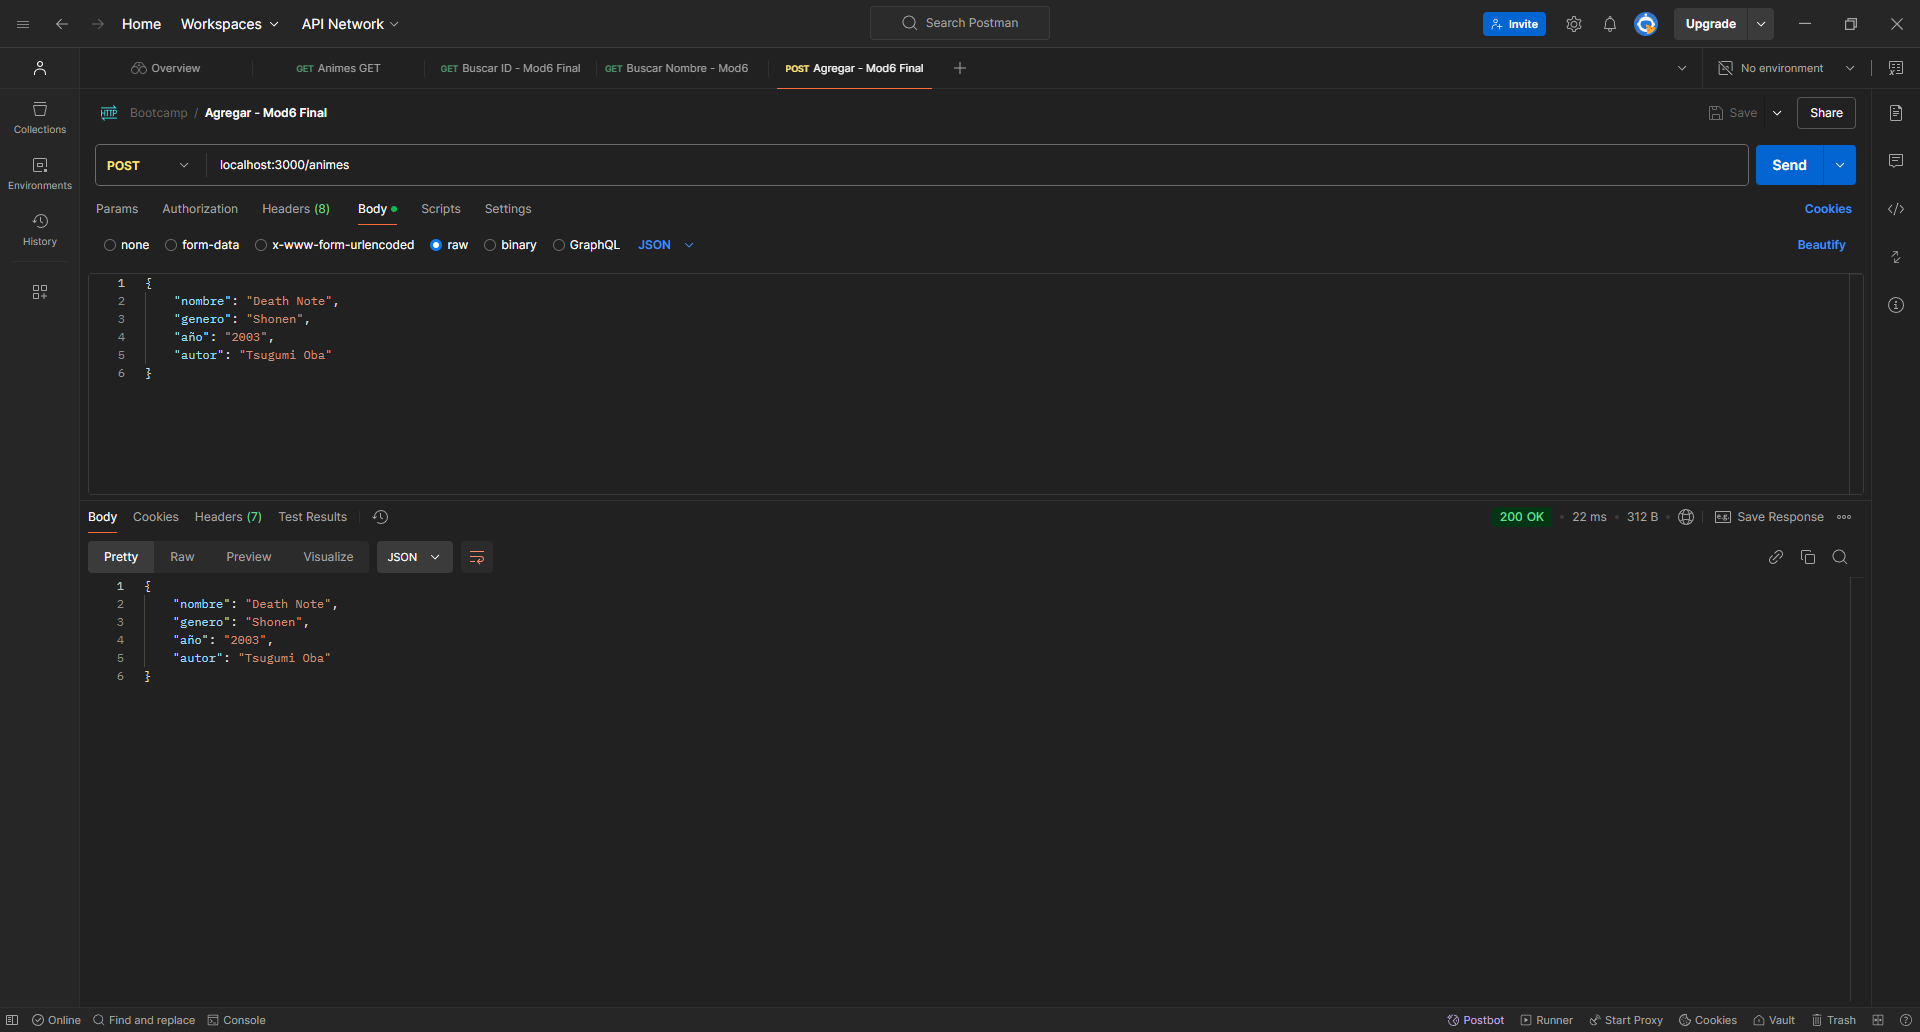 Home Workspaces API Network Search Postman Invite Upgrade
Overview GET Animes GET GET Buscar ID - Mod6 Final GET Buscar Nombre - Mod6 POST Agregar - Mod6 Final No environment
HTTP Bootcamp / Agregar - Mod6 Final Save Share
Collections
Environments
History
POST localhost:3000/animes Send
Params Authorization Headers (8) Body Scripts Settings Cookies
none form-data x-www-form-urlencoded raw binary GraphQL JSON Beautify
1 {
2 "nombre": "Death Note",
3 "genero": "Shonen",
4 "año": "2003",
5 "autor": "Tsugumi Oba"
6 }
Body Cookies Headers (7) Test Results 200 OK • 22 ms • 312 B • e.g. Save Response
Pretty Raw Preview Visualize JSON
1 {
2 "nombre": "Death Note",
3 "genero": "Shonen",
4 "año": "2003",
5 "autor": "Tsugumi Oba"
6 }
Online Find and replace Console Postbot Runner Start Proxy Cookies Vault Trash